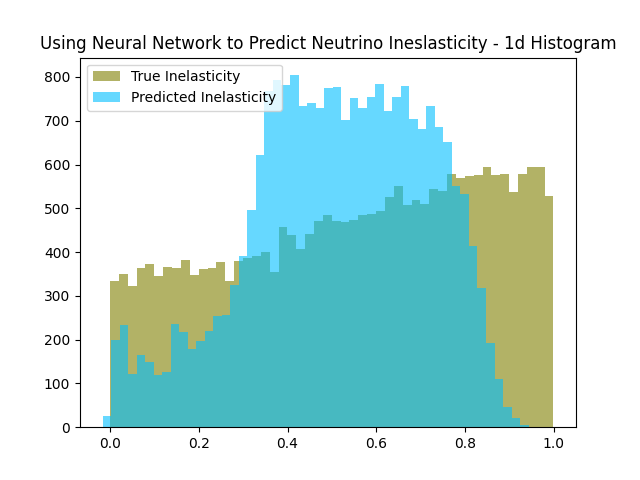 Using Neural Network to Predict Neutrino Ineslasticity - 1d Histogram
True Inelasticity
Predicted Inelasticity
800
700
600
500
400
300
200
100
0
0.0 0.2 0.4 0.6 0.8 1.0